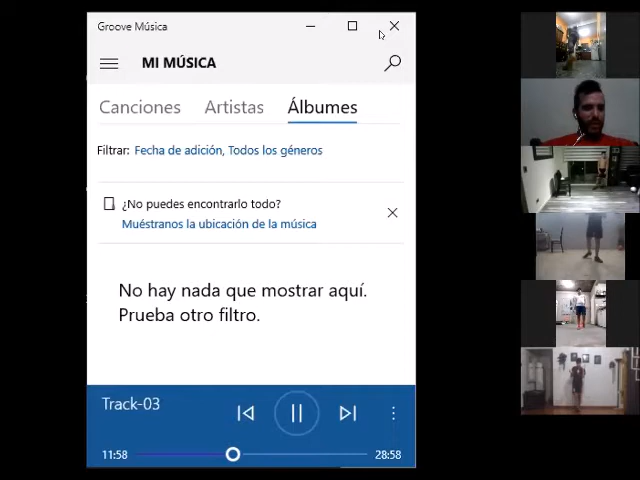 Groove Música
MI MÚSICA
Canciones Artistas Álbumes
Filtrar: Fecha de adición, Todos los géneros
¿No puedes encontrarlo todo?
Muéstranos la ubicación de la música
No hay nada que mostrar aquí.
Prueba otro filtro.
Track-03
11:58 28:58